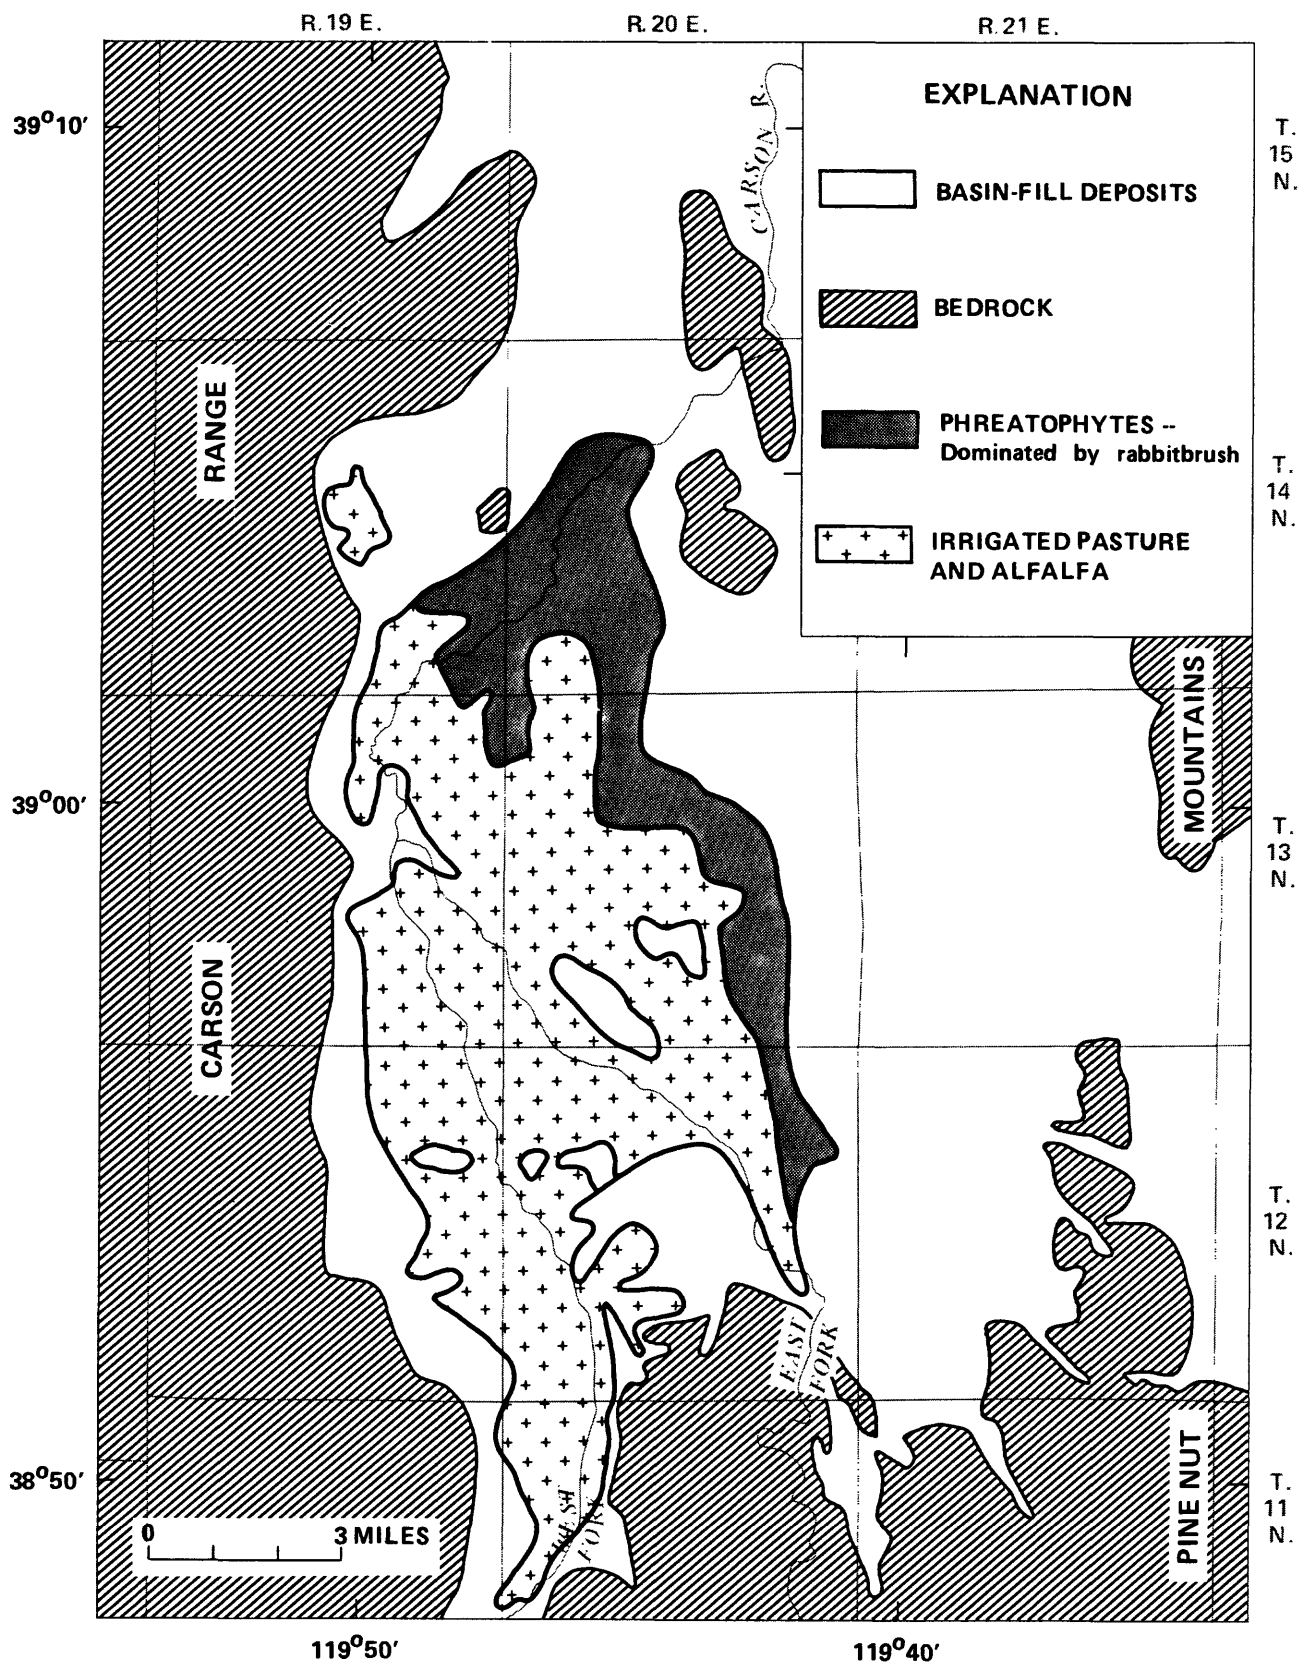 R. 19 E.
R. 20 E.
R. 21 E.
EXPLANATION
BASIN-FILL DEPOSITS
BEDROCK
PHREATOPHYTES --
Dominated by rabbitbrush
IRRIGATED PASTURE
AND ALFALFA
39°10'
39°00'
38°50'
CARSON R.
RANGE
CARSON
MOUNTAINS
PINE NUT
EAST
FORK
WEST
FORK
T.
15
N.
T.
14
N.
T.
13
N.
T.
12
N.
T.
11
N.
0
3 MILES
119°50'
119°40'